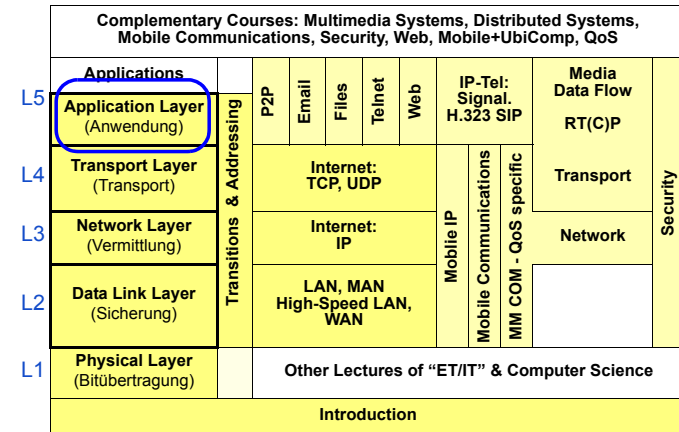 Complementary Courses: Multimedia Systems, Distributed Systems,
Mobile Communications, Security, Web, Mobile+UbiComp, QoS
Applications
L5
Application Layer
(Anwendung)
L4
Transport Layer
(Transport)
L3
Network Layer
(Vermittlung)
L2
Data Link Layer
(Sicherung)
L1
Physical Layer
(Bitübertragung)
Transitions & Addressing
P2P
Email
Files
Telnet
Web
IP-Tel:
Signal.
H.323 SIP
Media
Data Flow
RT(C)P
Internet:
TCP, UDP
Transport
Internet:
IP
Network
LAN, MAN
High-Speed LAN,
WAN
Moblie IP
Mobile Communications
MM COM - QoS specific
Security
Other Lectures of “ET/IT” & Computer Science
Introduction